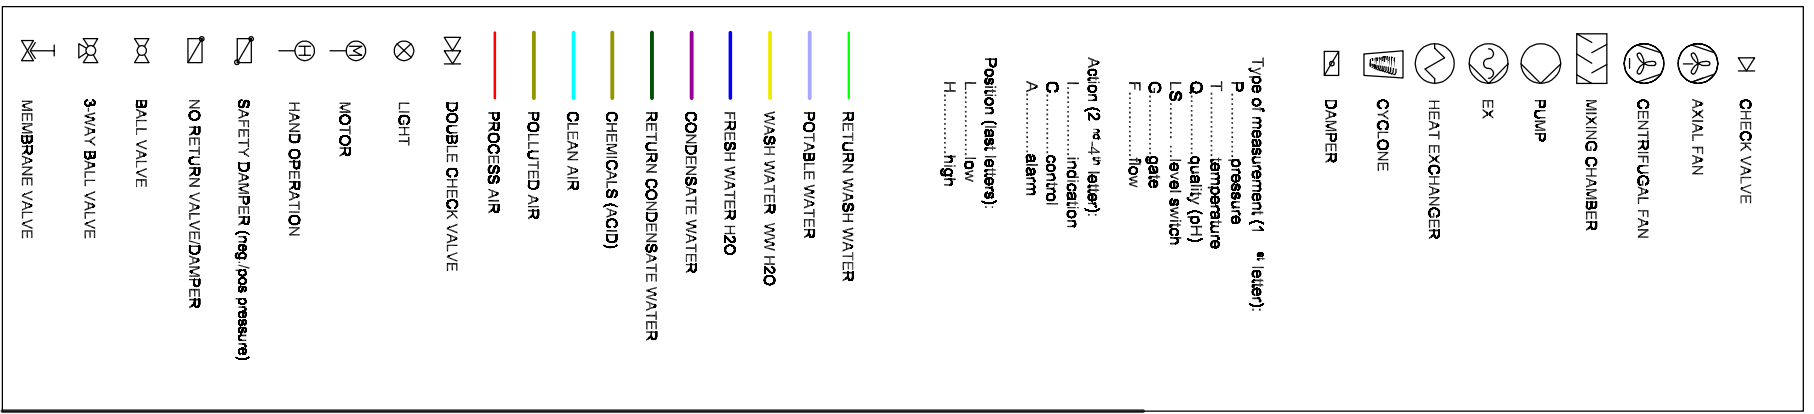 CHECK VALVE
AXIAL FAN
CENTRIFUGAL FAN
MIXING CHAMBER
PUMP
EX
HEAT EXCHANGER
CYCLONE
DAMPER
Type of measurement (1 st letter):
P..........pressure
T..........temperature
Q..........quality (pH)
LS........level switch
G..........gate
F..........flow
Action (2 nd-4th letter):
I...........indication
C..........control
A..........alarm
Position (last letters):
L..........low
H..........high
RETURN WASH WATER
POTABLE WATER
WASH WATER WW H2O
FRESH WATER H2O
CONDENSATE WATER
RETURN CONDENSATE WATER
CHEMICALS (ACID)
CLEAN AIR
POLLUTED AIR
PROCESS AIR
DOUBLE CHECK VALVE
LIGHT
M MOTOR
H HAND OPERATION
SAFETY DAMPER (neg./pos pressure)
NO RETURN VALVE/DAMPER
BALL VALVE
3-WAY BALL VALVE
MEMBRANE VALVE